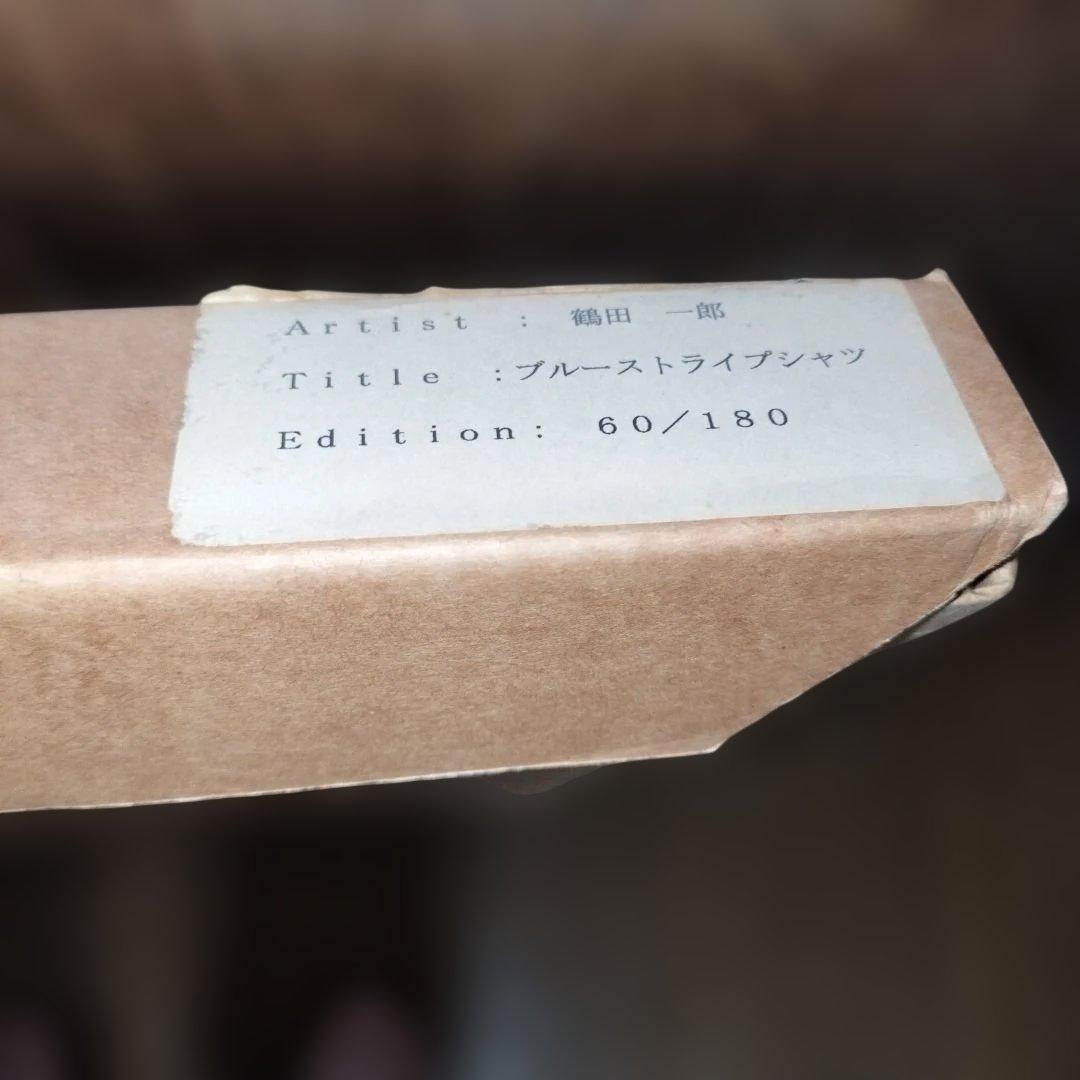 Artist : 鶴田 一郎
Title :ブルーストライプシャツ
Edition: 60/180